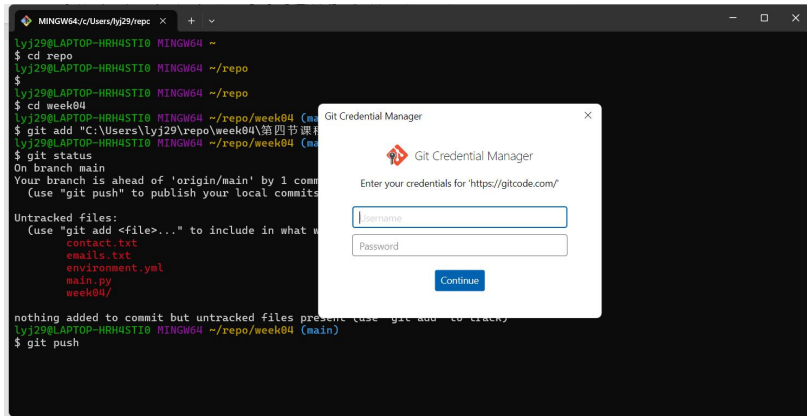 MINGW64:/c/Users/lyj29/repc
lyj29@LAPTOP-HRH4STI0 MINGW64 ~
$ cd repo
lyj29@LAPTOP-HRH4STI0 MINGW64 ~/repo
$
lyj29@LAPTOP-HRH4STI0 MINGW64 ~/repo
$ cd week04
lyj29@LAPTOP-HRH4STI0 MINGW64 ~/repo/week04 (ma
$ git add "C:\Users\lyj29\repo\week04\第四节课程
lyj29@LAPTOP-HRH4STI0 MINGW64 ~/repo/week04 (ma
$ git status
On branch main
Your branch is ahead of 'origin/main' by 1 comm
(use "git push" to publish your local commits
Untracked files:
(use "git add <file>..." to include in what w
contact.txt
emails.txt
environment.yml
main.py
week04/
nothing added to commit but untracked files present (use "git add" to track)
lyj29@LAPTOP-HRH4STI0 MINGW64 ~/repo/week04 (main)
$ git push
Git Credential Manager
Git Credential Manager
Enter your credentials for 'https://gitcode.com/'
Username
Password
Continue